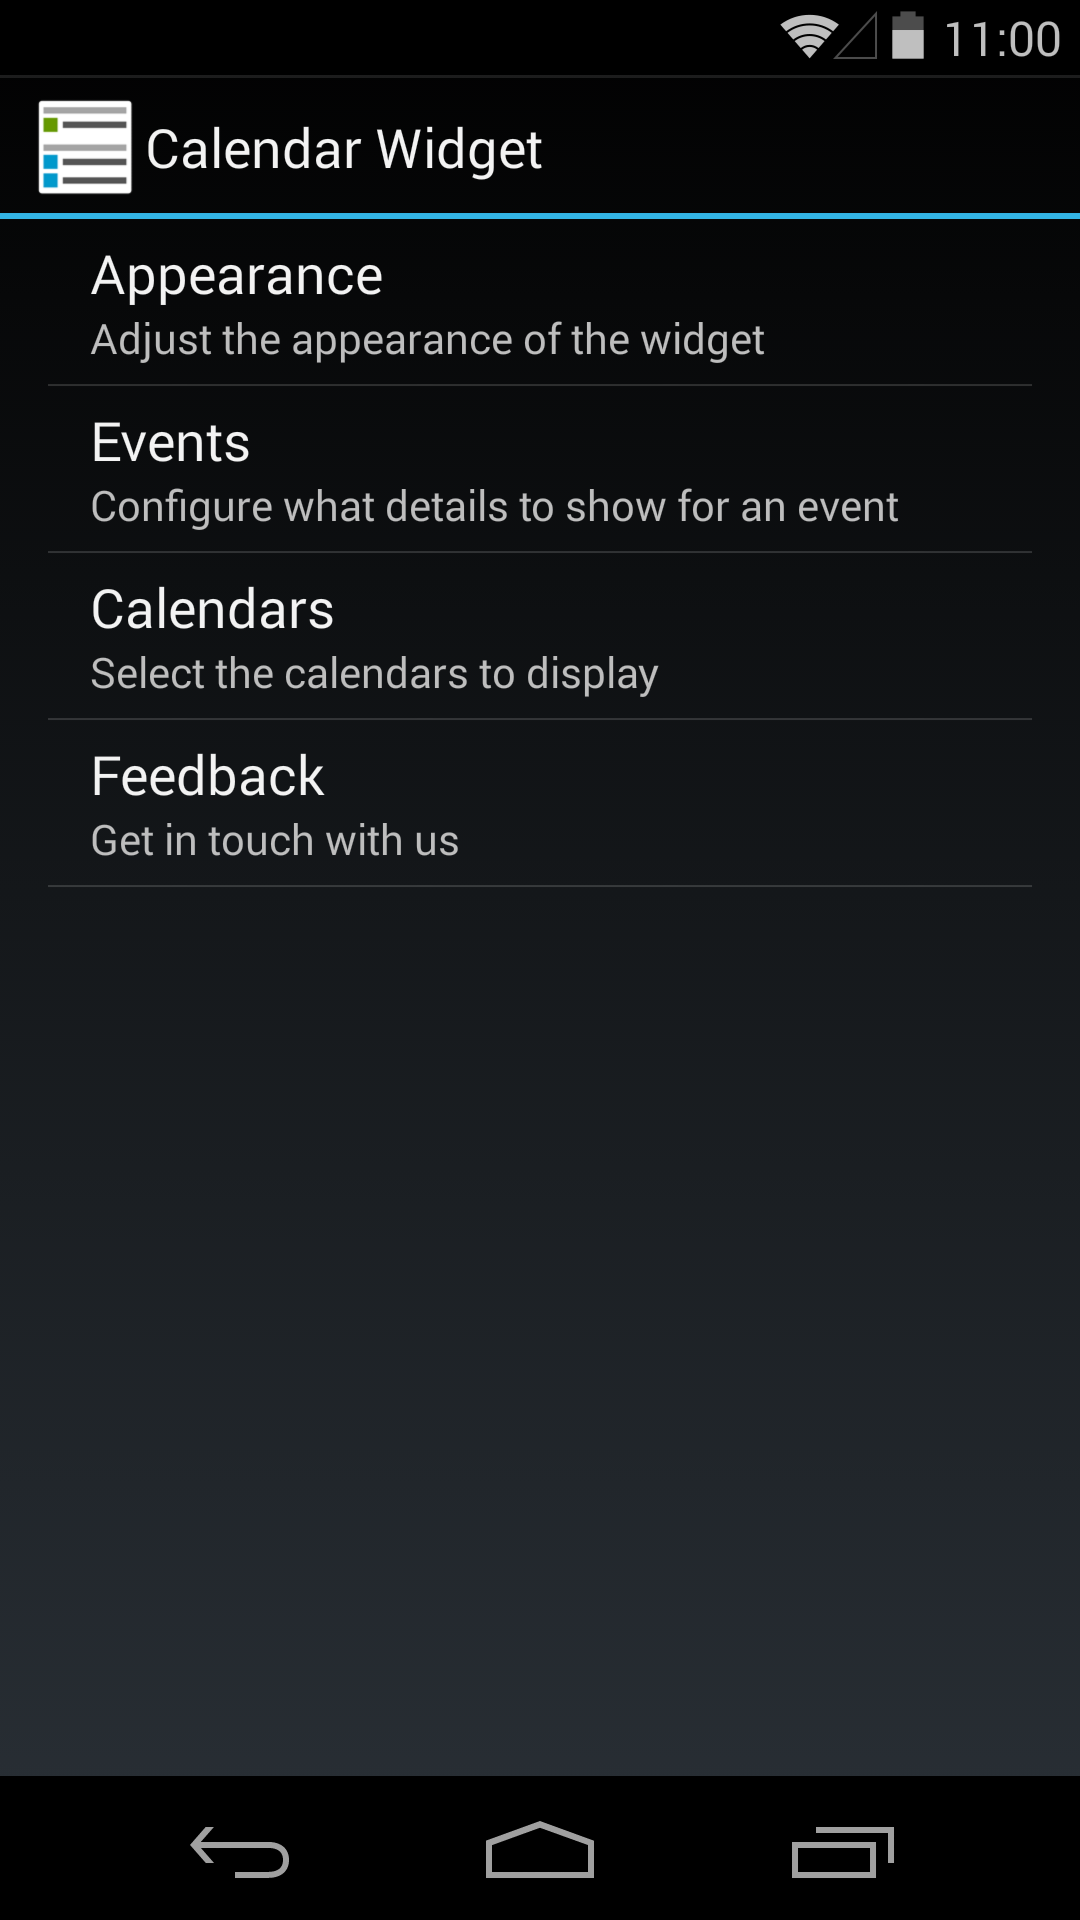 11:00
Calendar Widget
Appearance
Adjust the appearance of the widget
Events
Configure what details to show for an event
Calendars
Select the calendars to display
Feedback
Get in touch with us